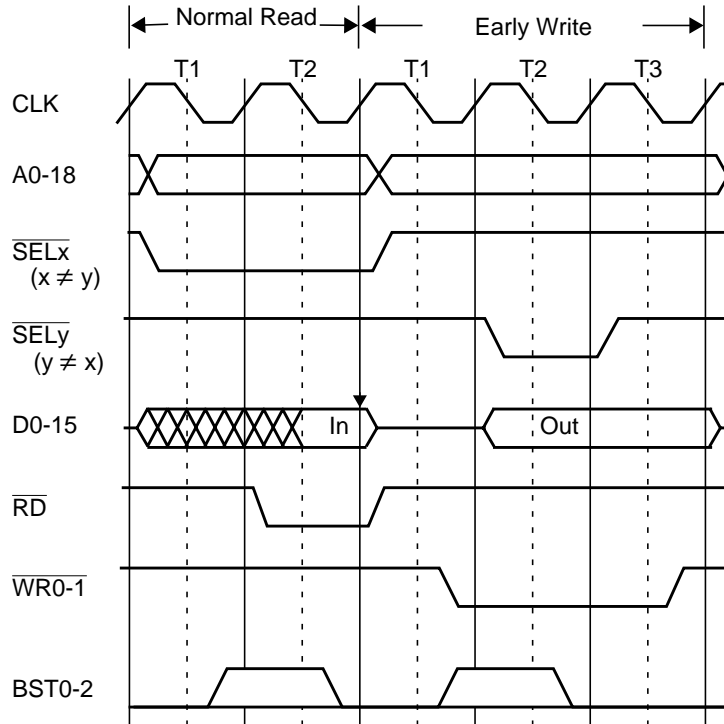 Normal Read Early Write
T1 T2 T1 T2 T3
CLK
A0-18
SELx
(x ≠ y)
SELy
(y ≠ x)
D0-15 In Out
RD
WR0-1
BST0-2